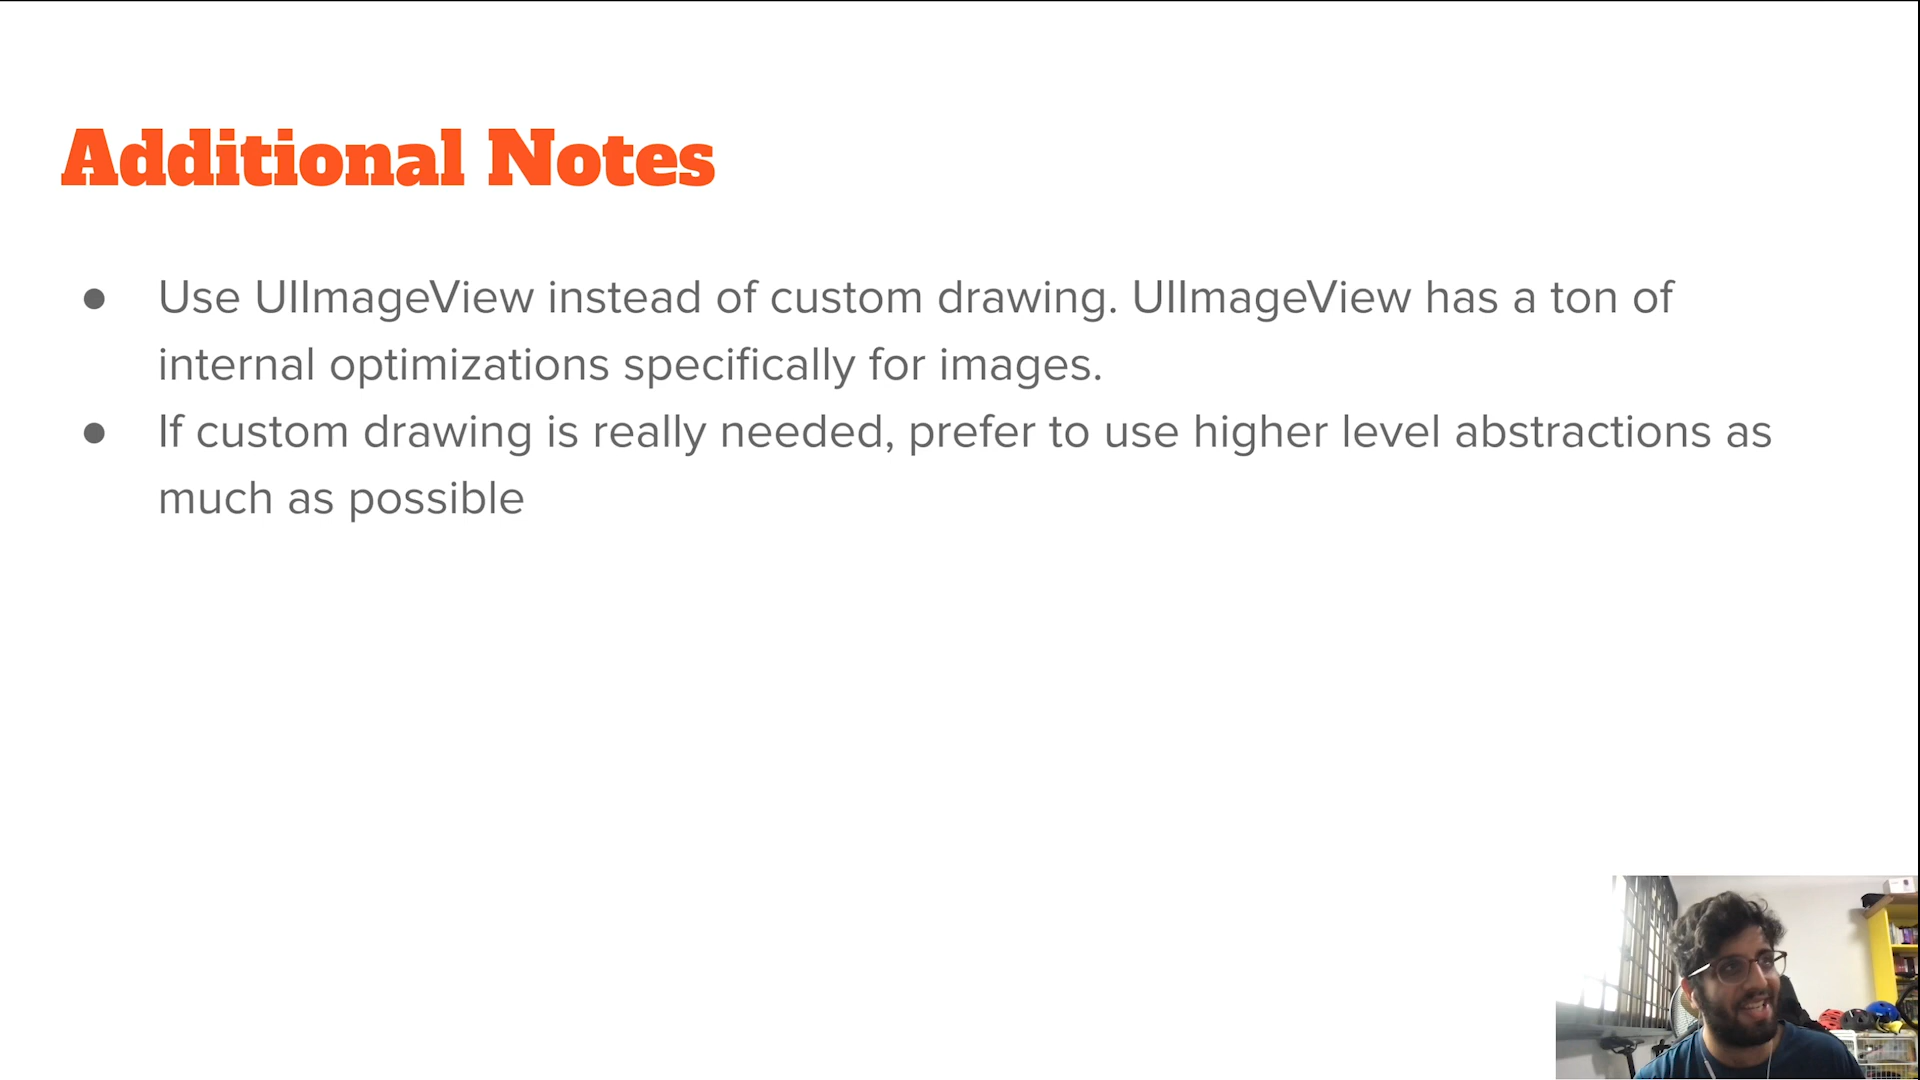 Additional Notes
● Use UIImageView instead of custom drawing. UIImageView has a ton of
internal optimizations specifically for images.
● If custom drawing is really needed, prefer to use higher level abstractions as
much as possible